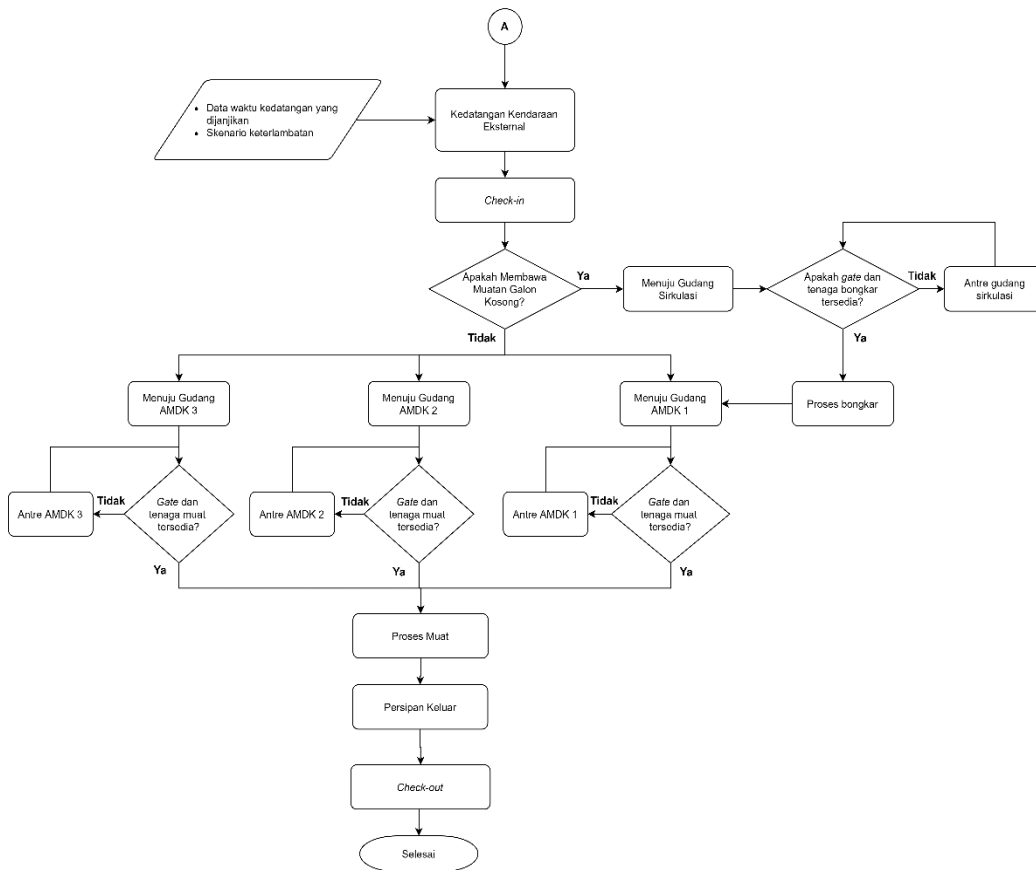 A
• Data waktu kedatangan yang
dijanjikan
• Skenario keterlambatan
Kedatangan Kendaraan
Eksternal
Check-in
Apakah Membawa
Muatan Galon
Kosong?
Ya
Menuju Gudang
Sirkulasi
Apakah gate dan
tenaga bongkar
tersedia?
Tidak
Antre gudang
sirkulasi
Tidak
Ya
Menuju Gudang
AMDK 3
Menuju Gudang
AMDK 2
Menuju Gudang
AMDK 1
Proses bongkar
Antre AMDK 3
Tidak
Gate dan
tenaga muat
tersedia?
Antre AMDK 2
Tidak
Gate dan
tenaga muat
tersedia?
Antre AMDK 1
Tidak
Gate dan
tenaga muat
tersedia?
Ya
Ya
Ya
Proses Muat
Persipan Keluar
Check-out
Selesai